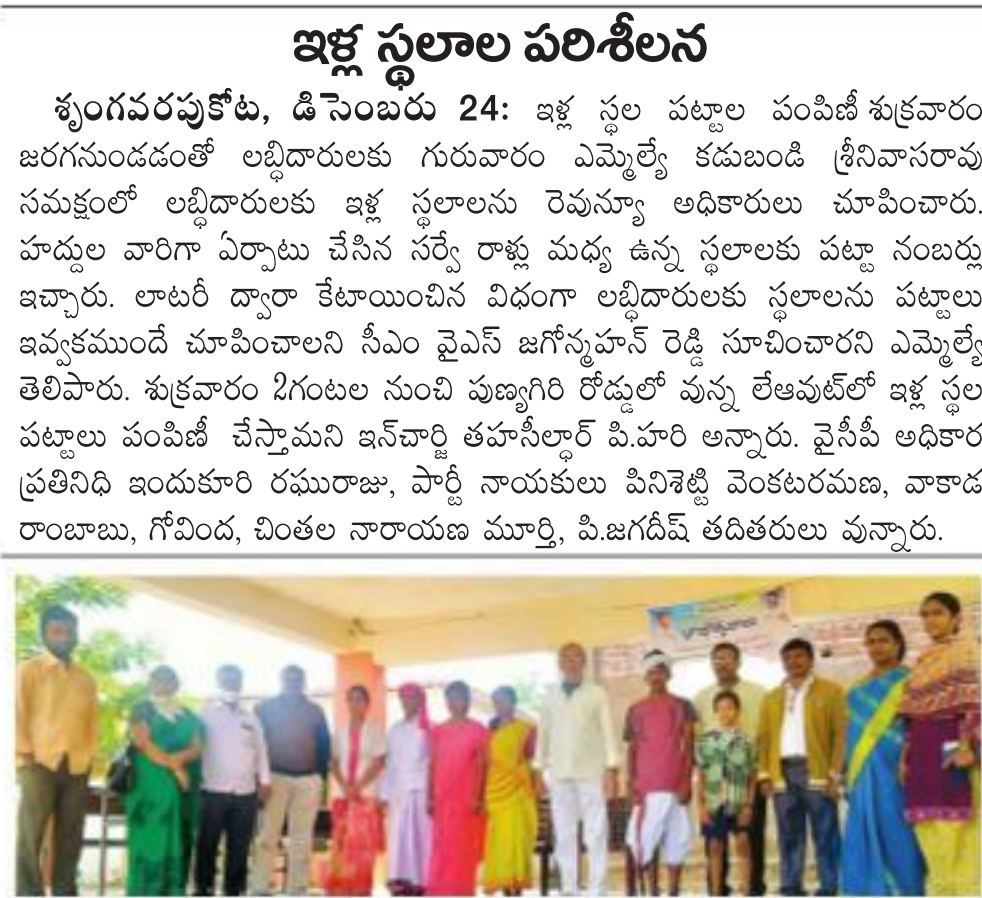 ఇళ్ల స్థలాల పరిశీలన
శృంగవరపుకోట, డిసెంబరు 24: ఇళ్ల స్థల పట్టాల పంపిణీ శుక్రవారం
జరగనుండడంతో లబ్ధిదారులకు గురువారం ఎమ్మెల్యే కడుబండి శ్రీనివాసరావు
సమక్షంలో లబ్ధిదారులకు ఇళ్ల స్థలాలను రెవున్యూ అధికారులు చూపించారు.
హద్దుల వారిగా ఏర్పాటు చేసిన సర్వే రాళ్లు మధ్య ఉన్న స్థలాలకు పట్టా నంబర్లు
ఇచ్చారు. లాటరీ ద్వారా కేటాయించిన విధంగా లబ్ధిదారులకు స్థలాలను పట్టాలు
ఇవ్వకముందే చూపించాలని సీఎం వైఎస్ జగోన్మహన్ రెడ్డి సూచించారని ఎమ్మెల్యే
తెలిపారు. శుక్రవారం 2గంటల నుంచి పుణ్యగిరి రోడ్డులో వున్న లేఆవుట్‌లో ఇళ్ల స్థల
పట్టాలు పంపిణీ చేస్తామని ఇన్‌చార్జి తహసీల్ధార్ పి.హరి అన్నారు. వైసీపీ అధికార
ప్రతినిధి ఇందుకూరి రఘురాజు, పార్టీ నాయకులు పినిశెట్టి వెంకటరమణ, వాకాడ
రాంబాబు, గోవింద, చింతల నారాయణ మూర్తి, పి.జగదీష్ తదితరులు వున్నారు.